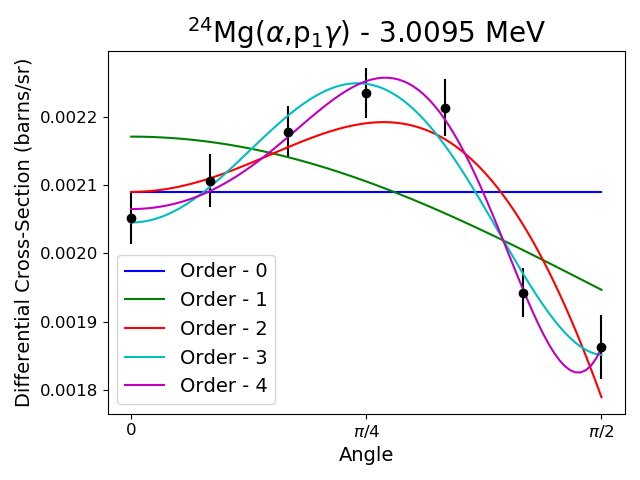 ²⁴Mg(α,p₁γ) - 3.0095 MeV
Differential Cross-Section (barns/sr)
0.0022
0.0021
0.0020
0.0019
0.0018
Order - 0
Order - 1
Order - 2
Order - 3
Order - 4
0
π/4
π/2
Angle